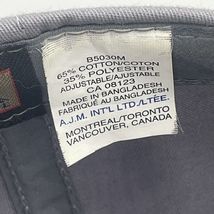 B5030M
65% COTTON/COTON
35% POLYESTER
ADJUSTABLE/AJUSTABLE
CA 08123
MADE IN BANGLADESH
FABRIQUÉ AU BANGLADESH
A.J.M. INT'L LTD./LTÉE.
MONTREAL/TORONTO
VANCOUVER, CANADA